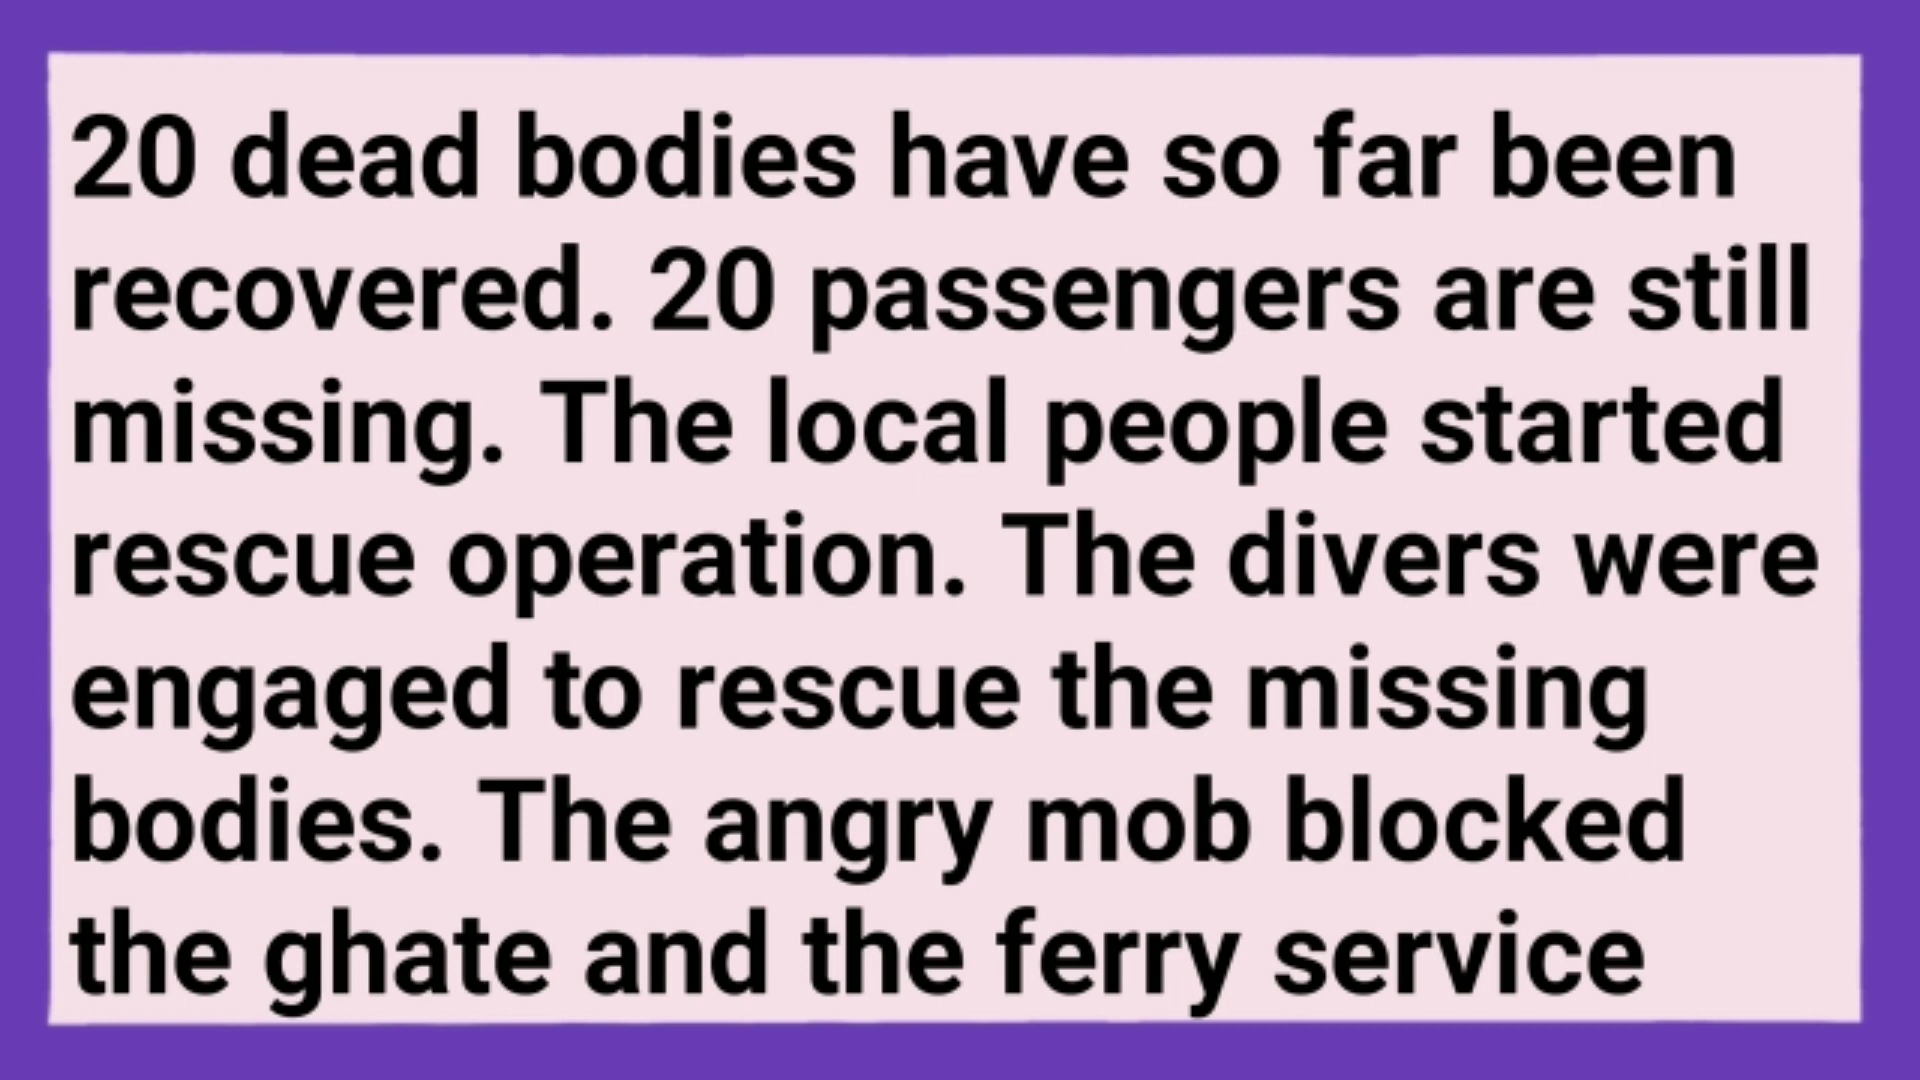 20 dead bodies have so far been
recovered. 20 passengers are still
missing. The local people started
rescue operation. The divers were
engaged to rescue the missing
bodies. The angry mob blocked
the ghate and the ferry service